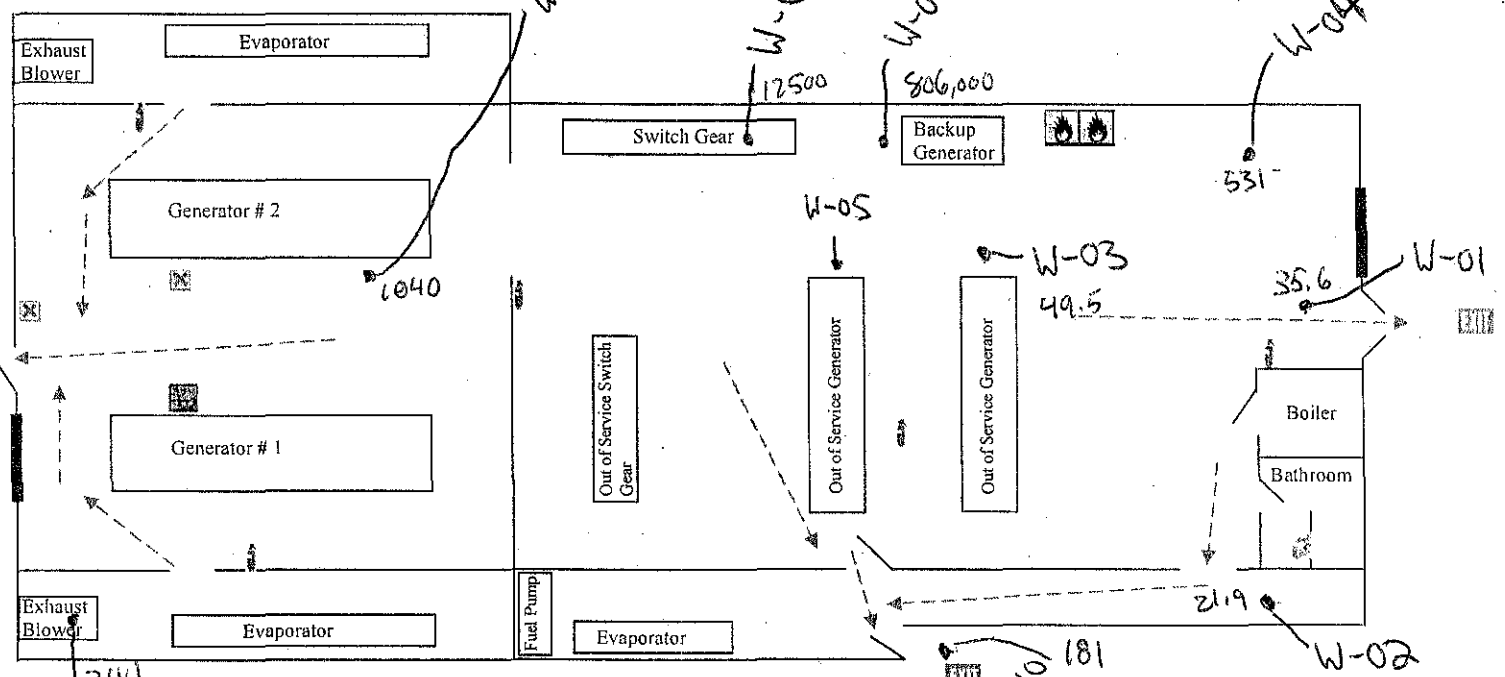 Exhaust
Blower
Evaporator
12500
806,000
W-04
Switch Gear
Backup
Generator
531
Generator # 2
W-05
W-03
W-01
1040
49.5
35.6
Out of Service Switch
Gear
Out of Service Generator
Out of Service Generator
Boiler
Generator # 1
Bathroom
Exhaust
Blower
Evaporator
Fuel Pump
Evaporator
21.9
181
W-02